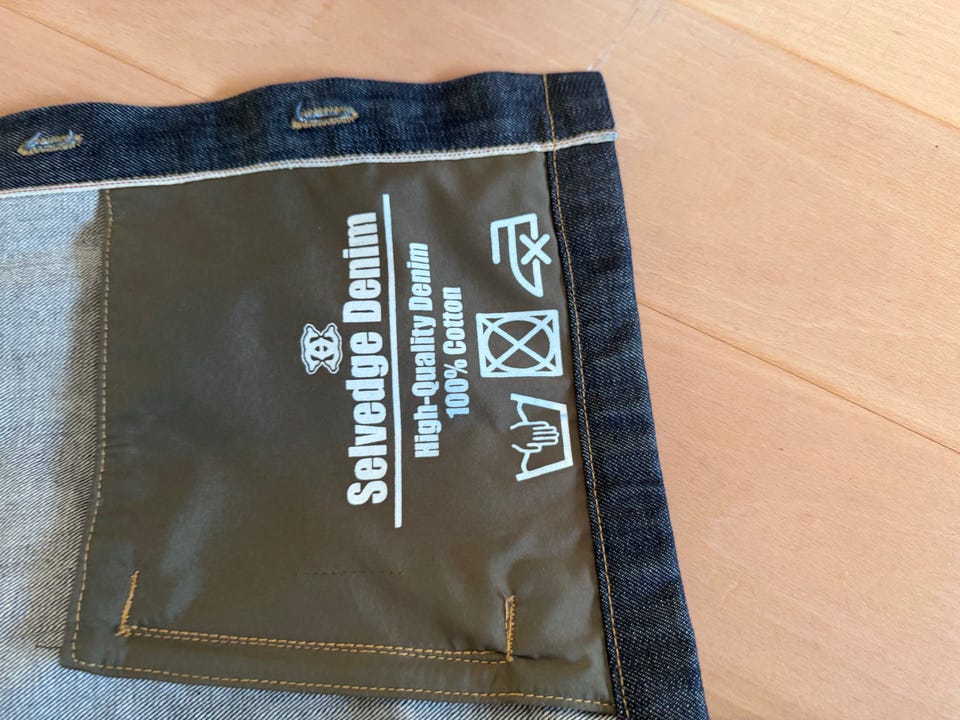 Selvedge Denim
High-Quality Denim
100% Cotton